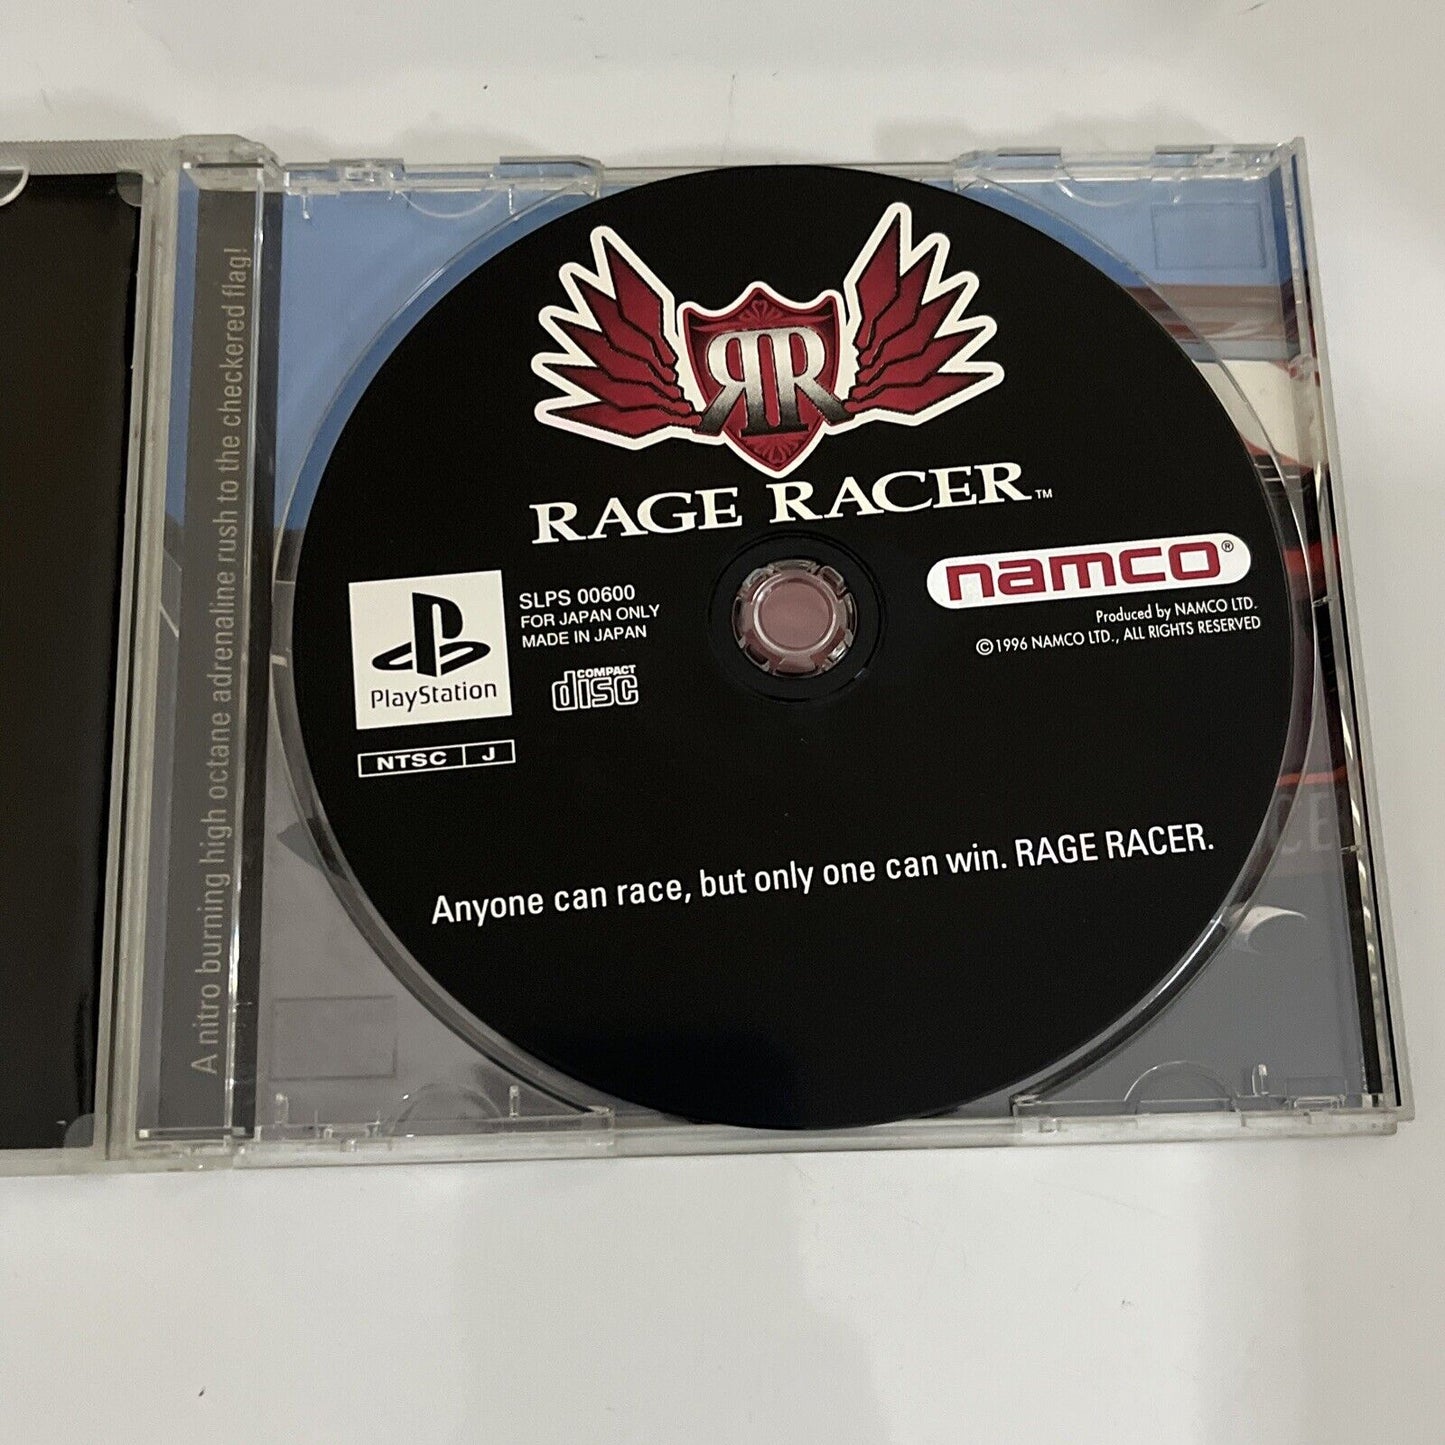 A nitro burning high octane adrenaline rush to the checkered flag!
RR
RAGE RACER™
PlayStation
SLPS 00600
FOR JAPAN ONLY
MADE IN JAPAN
COMPACT
disc
NTSC J
namco®
Produced by NAMCO LTD.
©1996 NAMCO LTD., ALL RIGHTS RESERVED
Anyone can race, but only one can win. RAGE RACER.